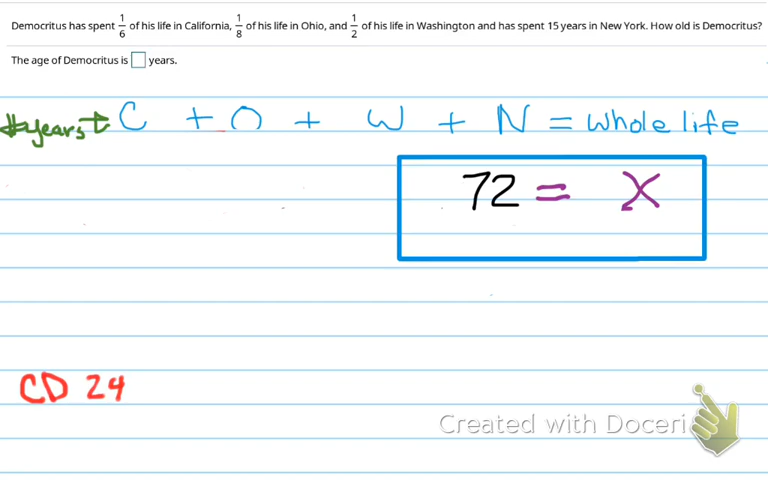 Democritus has spent 1/6 of his life in California, 1/8 of his life in Ohio, and 1/2 of his life in Washington and has spent 15 years in New York. How old is Democritus?
The age of Democritus is years.
#years→ C + O + W + N = whole life
72 = X
CD 24
Created with Doceri